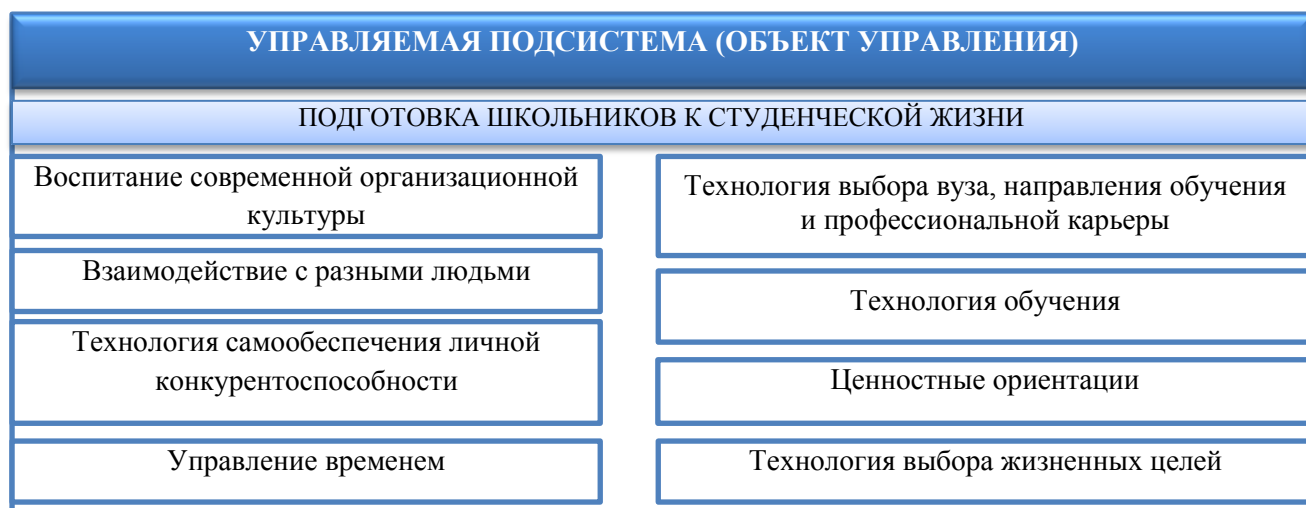 УПРАВЛЯЕМАЯ ПОДСИСТЕМА (ОБЪЕКТ УПРАВЛЕНИЯ)
ПОДГОТОВКА ШКОЛЬНИКОВ К СТУДЕНЧЕСКОЙ ЖИЗНИ
Воспитание современной организационной
культуры
Взаимодействие с разными людьми
Технология самообеспечения личной
конкурентоспособности
Управление временем
Технология выбора вуза, направления обучения
и профессиональной карьеры
Технология обучения
Ценностные ориентации
Технология выбора жизненных целей